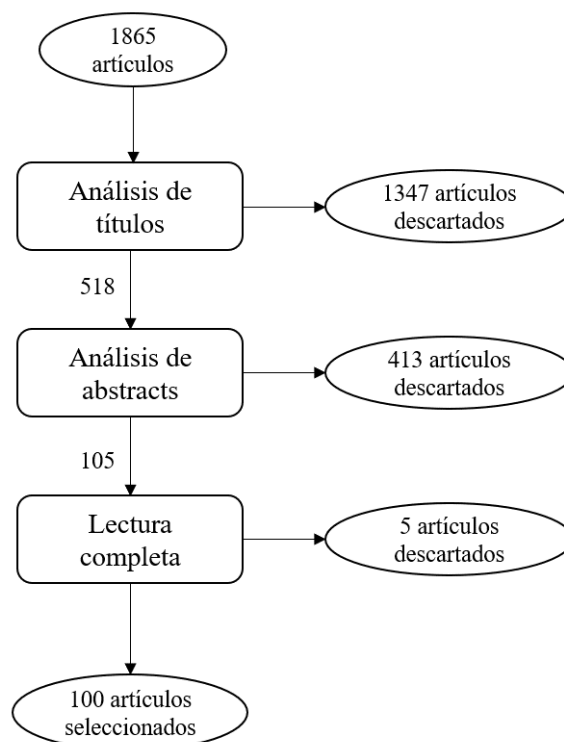 1865
artículos
Análisis de
títulos
1347 artículos
descartados
518
Análisis de
abstracts
413 artículos
descartados
105
Lectura
completa
5 artículos
descartados
100 artículos
seleccionados